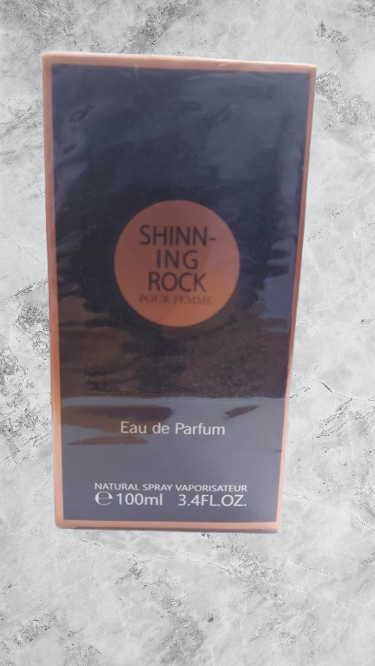 SHINN-
ING
ROCK
POUR FEMME
Eau de Parfum
NATURAL SPRAY VAPORISATEUR
℮100ml 3.4FL.OZ.